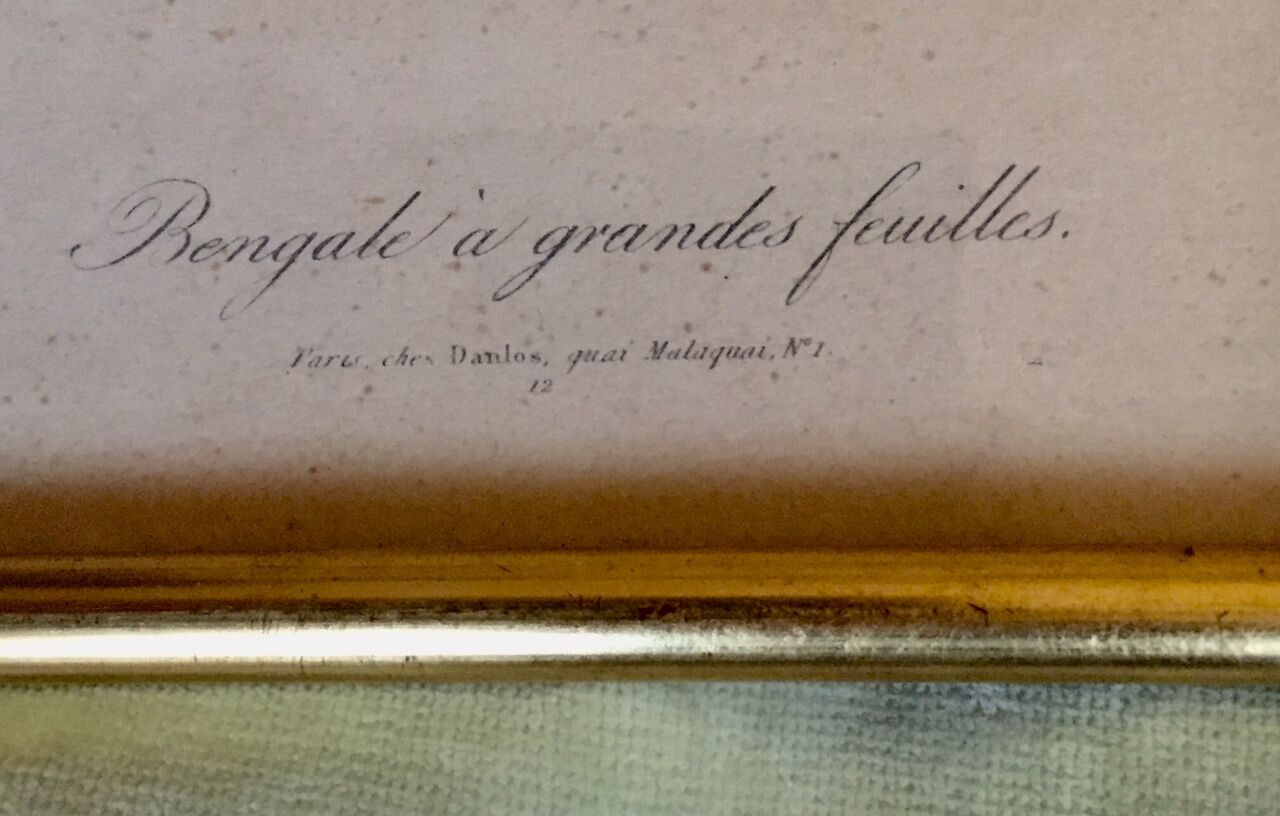 Bengale à grandes feuilles.
Paris, chez Danlos, quai Malaquai, N° 1.
12